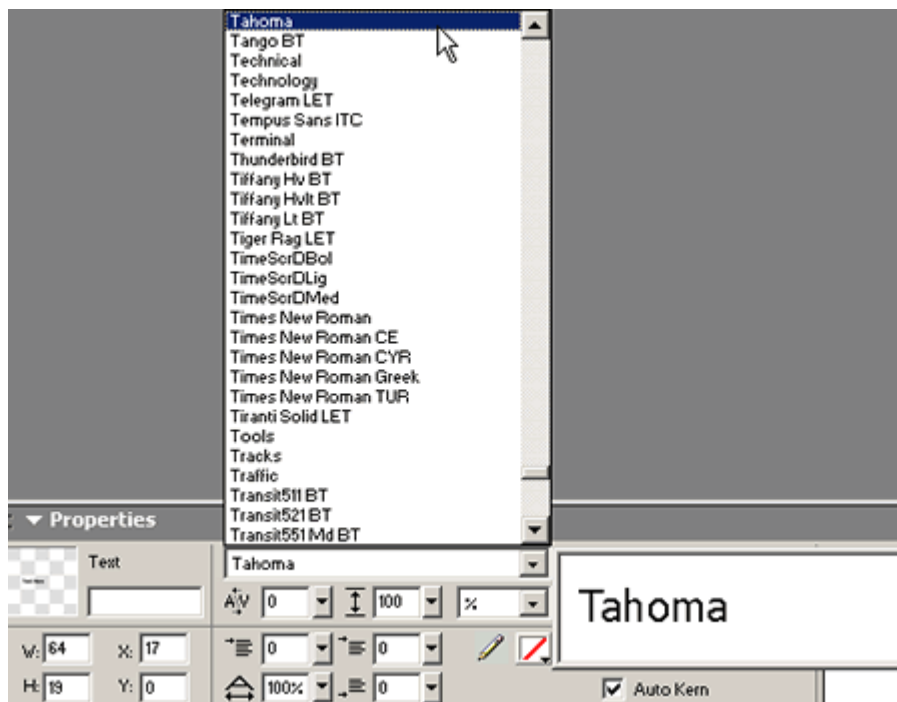 Tahoma
Tango BT
Technical
Technology
Telegram LET
Tempus Sans ITC
Terminal
Thunderbird BT
Tiffany Hv BT
Tiffany Hvlt BT
Tiffany Lt BT
Tiger Rag LET
TimeScrDBol
TimeScrDLig
TimeScrDMed
Times New Roman
Times New Roman CE
Times New Roman CYR
Times New Roman Greek
Times New Roman TUR
Tiranti Solid LET
Tools
Tracks
Traffic
Transit511 BT
Transit521 BT
Transit551 Md BT
Properties
Text
Tahoma
A|V 0 100 %
Tahoma
W: 64 X: 17 0 0
H: 19 Y: 0 100% 0 Auto Kern